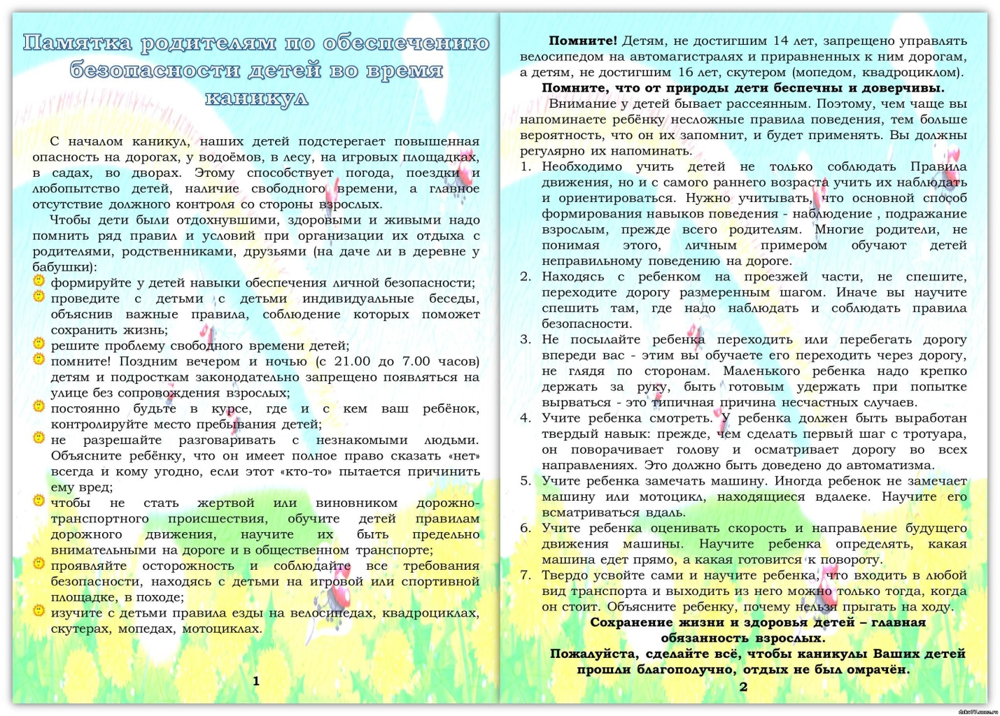 Памятка родителям по обеспечению
безопасности детей во время
каникул
С началом каникул, наших детей подстерегает повышенная
опасность на дорогах, у водоёмов, в лесу, на игровых площадках,
в садах, во дворах. Этому способствует погода, поездки и
любопытство детей, наличие свободного времени, а главное
отсутствие должного контроля со стороны взрослых.
Чтобы дети были отдохнувшими, здоровыми и живыми надо
помнить ряд правил и условий при организации их отдыха с
родителями, родственниками, друзьями (на даче ли в деревне у
бабушки):
формируйте у детей навыки обеспечения личной безопасности;
проведите с детьми с детьми индивидуальные беседы,
объяснив важные правила, соблюдение которых поможет
сохранить жизнь;
решите проблему свободного времени детей;
помните! Поздним вечером и ночью (с 21.00 до 7.00 часов)
детям и подросткам законодательно запрещено появляться на
улице без сопровождения взрослых;
постоянно будьте в курсе, где и с кем ваш ребёнок,
контролируйте место пребывания детей;
не разрешайте разговаривать с незнакомыми людьми.
Объясните ребёнку, что он имеет полное право сказать «нет»
всегда и кому угодно, если этот «кто-то» пытается причинить
ему вред;
чтобы не стать жертвой или виновником дорожно-
транспортного происшествия, обучите детей правилам
дорожного движения, научите их быть предельно
внимательными на дороге и в общественном транспорте;
проявляйте осторожность и соблюдайте все требования
безопасности, находясь с детьми на игровой или спортивной
площадке, в походе;
изучите с детьми правила езды на велосипедах, квадроциклах,
скутерах, мопедах, мотоциклах.
1
Помните! Детям, не достигшим 14 лет, запрещено управлять
велосипедом на автомагистралях и приравненных к ним дорогам,
а детям, не достигшим 16 лет, скутером (мопедом, квадроциклом).
Помните, что от природы дети беспечны и доверчивы.
Внимание у детей бывает рассеянным. Поэтому, чем чаще вы
напоминаете ребёнку несложные правила поведения, тем больше
вероятность, что он их запомнит, и будет применять. Вы должны
регулярно их напоминать.
1. Необходимо учить детей не только соблюдать Правила
движения, но и с самого раннего возраста учить их наблюдать
и ориентироваться. Нужно учитывать, что основной способ
формирования навыков поведения - наблюдение , подражание
взрослым, прежде всего родителям. Многие родители, не
понимая этого, личным примером обучают детей
неправильному поведению на дороге.
2. Находясь с ребенком на проезжей части, не спешите,
переходите дорогу размеренным шагом. Иначе вы научите
спешить там, где надо наблюдать и соблюдать правила
безопасности.
3. Не посылайте ребенка переходить или перебегать дорогу
впереди вас - этим вы обучаете его переходить через дорогу,
не глядя по сторонам. Маленького ребенка надо крепко
держать за руку, быть готовым удержать при попытке
вырваться - это типичная причина несчастных случаев.
4. Учите ребенка смотреть. У ребенка должен быть выработан
твердый навык: прежде, чем сделать первый шаг с тротуара,
он поворачивает голову и осматривает дорогу во всех
направлениях. Это должно быть доведено до автоматизма.
5. Учите ребенка замечать машину. Иногда ребенок не замечает
машину или мотоцикл, находящиеся вдалеке. Научите его
всматриваться вдаль.
6. Учите ребенка оценивать скорость и направление будущего
движения машины. Научите ребенка определять, какая
машина едет прямо, а какая готовится к повороту.
7. Твердо усвойте сами и научите ребенка, что входить в любой
вид транспорта и выходить из него можно только тогда, когда
он стоит. Объясните ребенку, почему нельзя прыгать на ходу.
Сохранение жизни и здоровья детей – главная
обязанность взрослых.
Пожалуйста, сделайте всё, чтобы каникулы Ваших детей
прошли благополучно, отдых не был омрачён.
2
dskv77.ucoz.ru